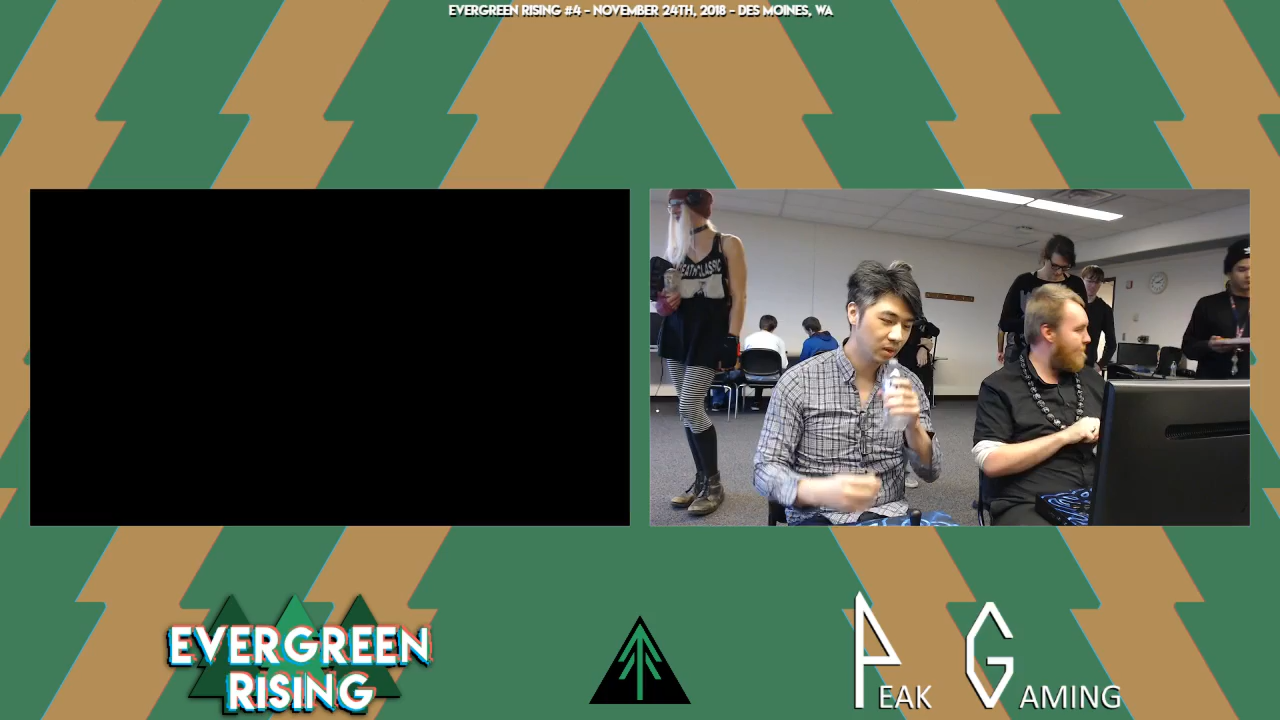 EVERGREEN RISING #4 - NOVEMBER 24TH, 2018 - DES MOINES, WA
EVERGREEN
RISING
PEAK GAMING